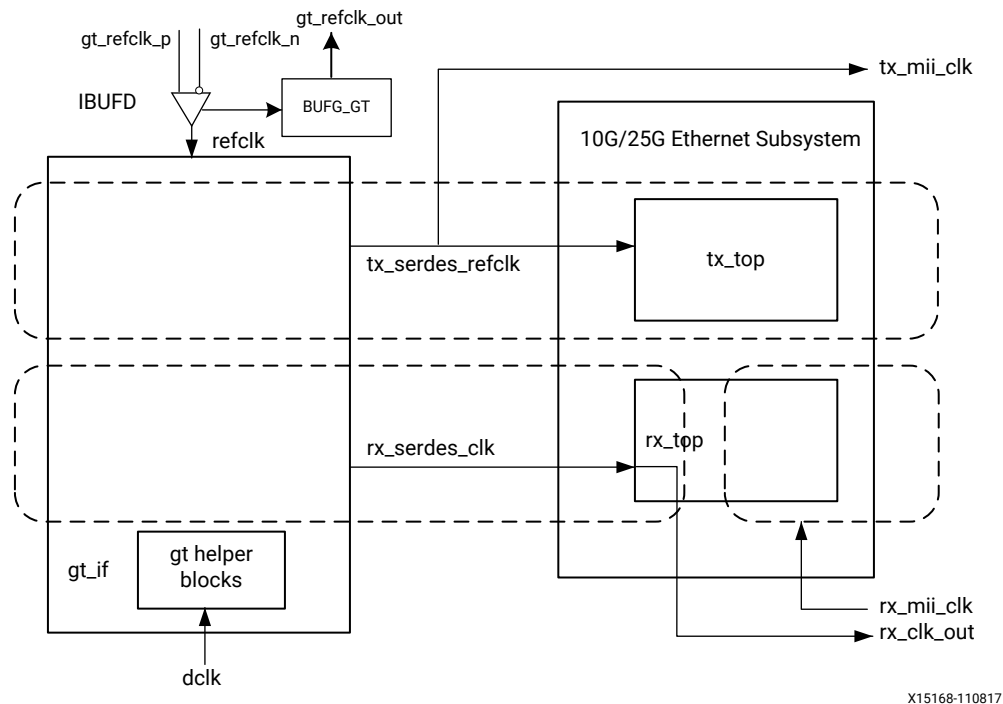 gt_refclk_out
gt_refclk_p
gt_refclk_n
tx_mii_clk
IBUFD
BUFG_GT
refclk
10G/25G Ethernet Subsystem
tx_serdes_refclk
tx_top
rx_serdes_clk
rx_top
gt_if
gt helper
blocks
rx_mii_clk
rx_clk_out
dclk
X15168-110817